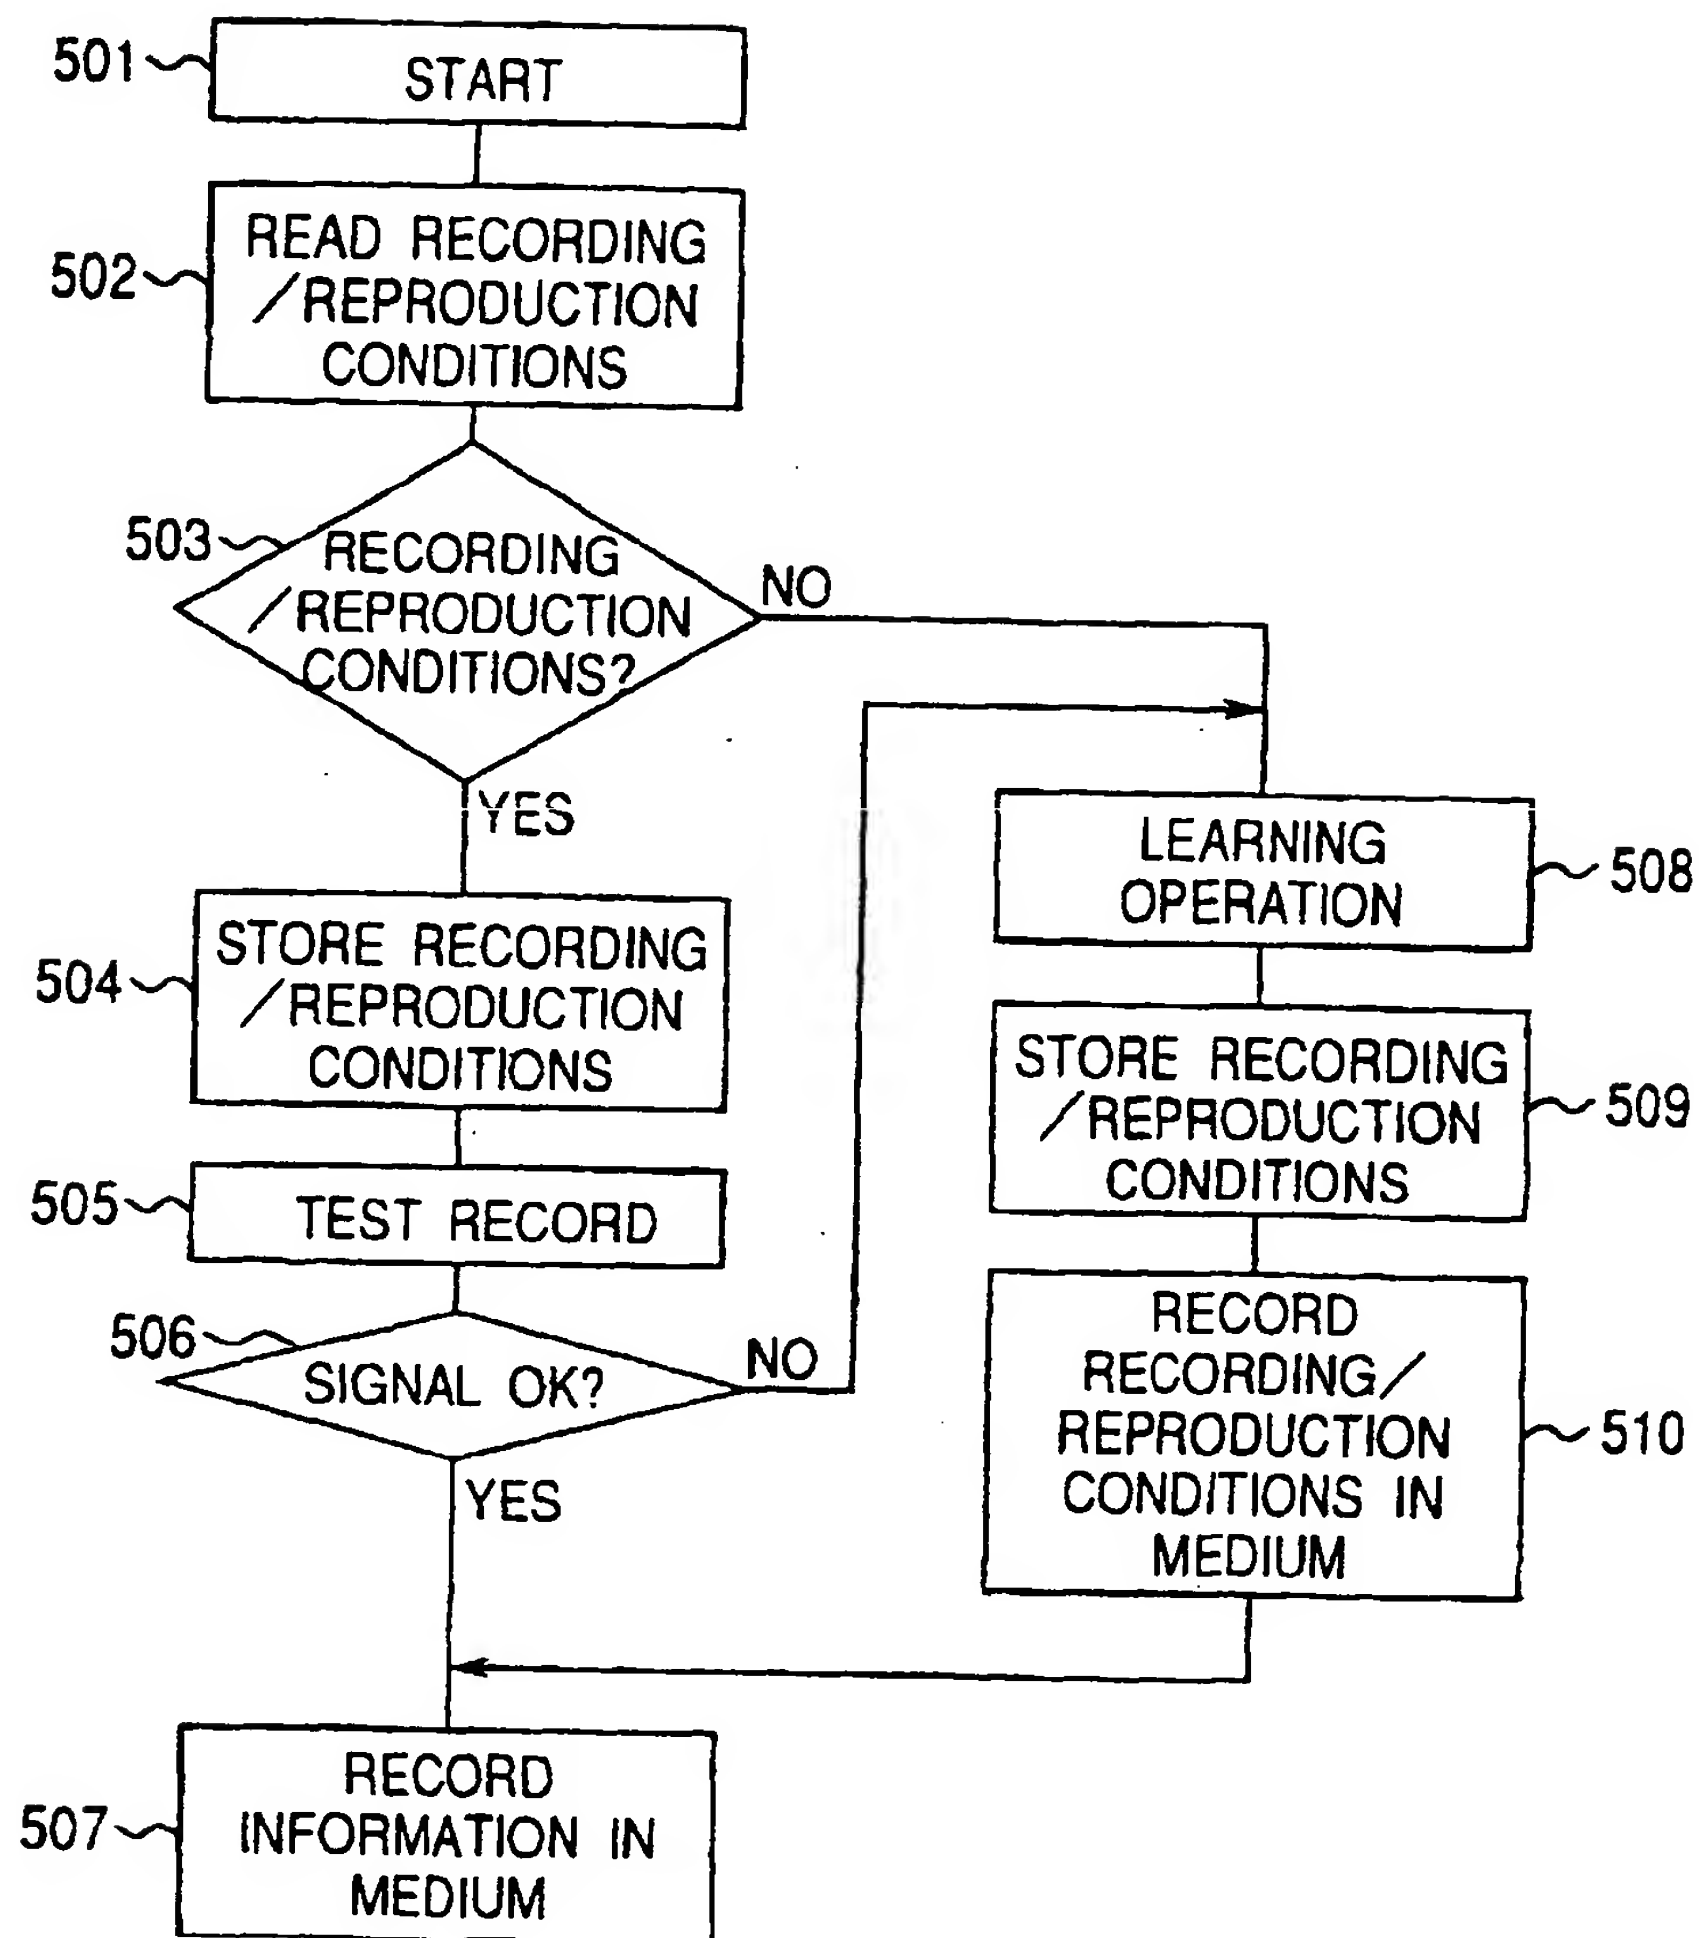 501
START
502
READ RECORDING
/REPRODUCTION
CONDITIONS
503
RECORDING
/REPRODUCTION
CONDITIONS?
NO
YES
504
STORE RECORDING
/REPRODUCTION
CONDITIONS
505
TEST RECORD
506
SIGNAL OK?
NO
YES
507
RECORD
INFORMATION IN
MEDIUM
LEARNING
OPERATION
508
STORE RECORDING
/REPRODUCTION
CONDITIONS
509
RECORD
RECORDING/
REPRODUCTION
CONDITIONS IN
MEDIUM
510